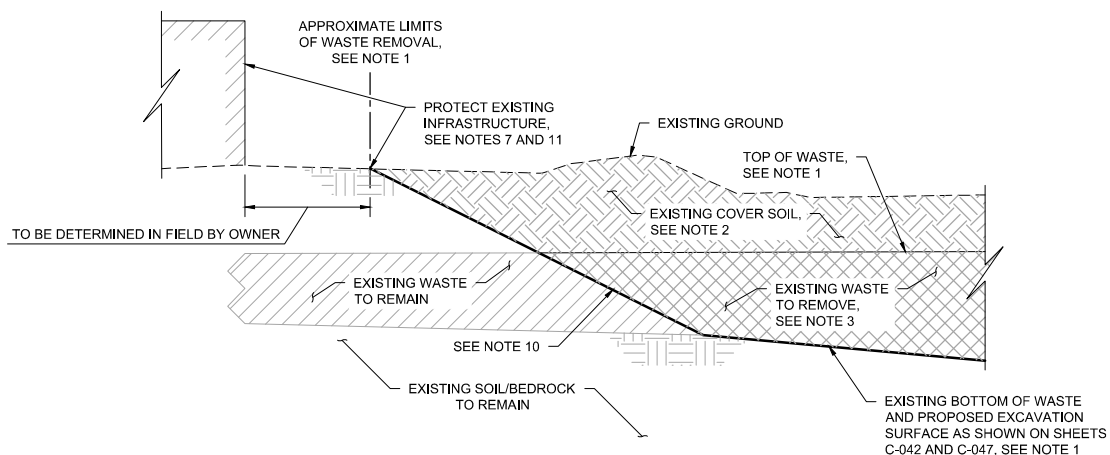 APPROXIMATE LIMITS
OF WASTE REMOVAL,
SEE NOTE 1
PROTECT EXISTING
INFRASTRUCTURE,
SEE NOTES 7 AND 11
EXISTING GROUND
TOP OF WASTE,
SEE NOTE 1
TO BE DETERMINED IN FIELD BY OWNER
EXISTING COVER SOIL,
SEE NOTE 2
EXISTING WASTE
TO REMAIN
EXISTING WASTE
TO REMOVE,
SEE NOTE 3
SEE NOTE 10
EXISTING SOIL/BEDROCK
TO REMAIN
EXISTING BOTTOM OF WASTE
AND PROPOSED EXCAVATION
SURFACE AS SHOWN ON SHEETS
C-042 AND C-047, SEE NOTE 1